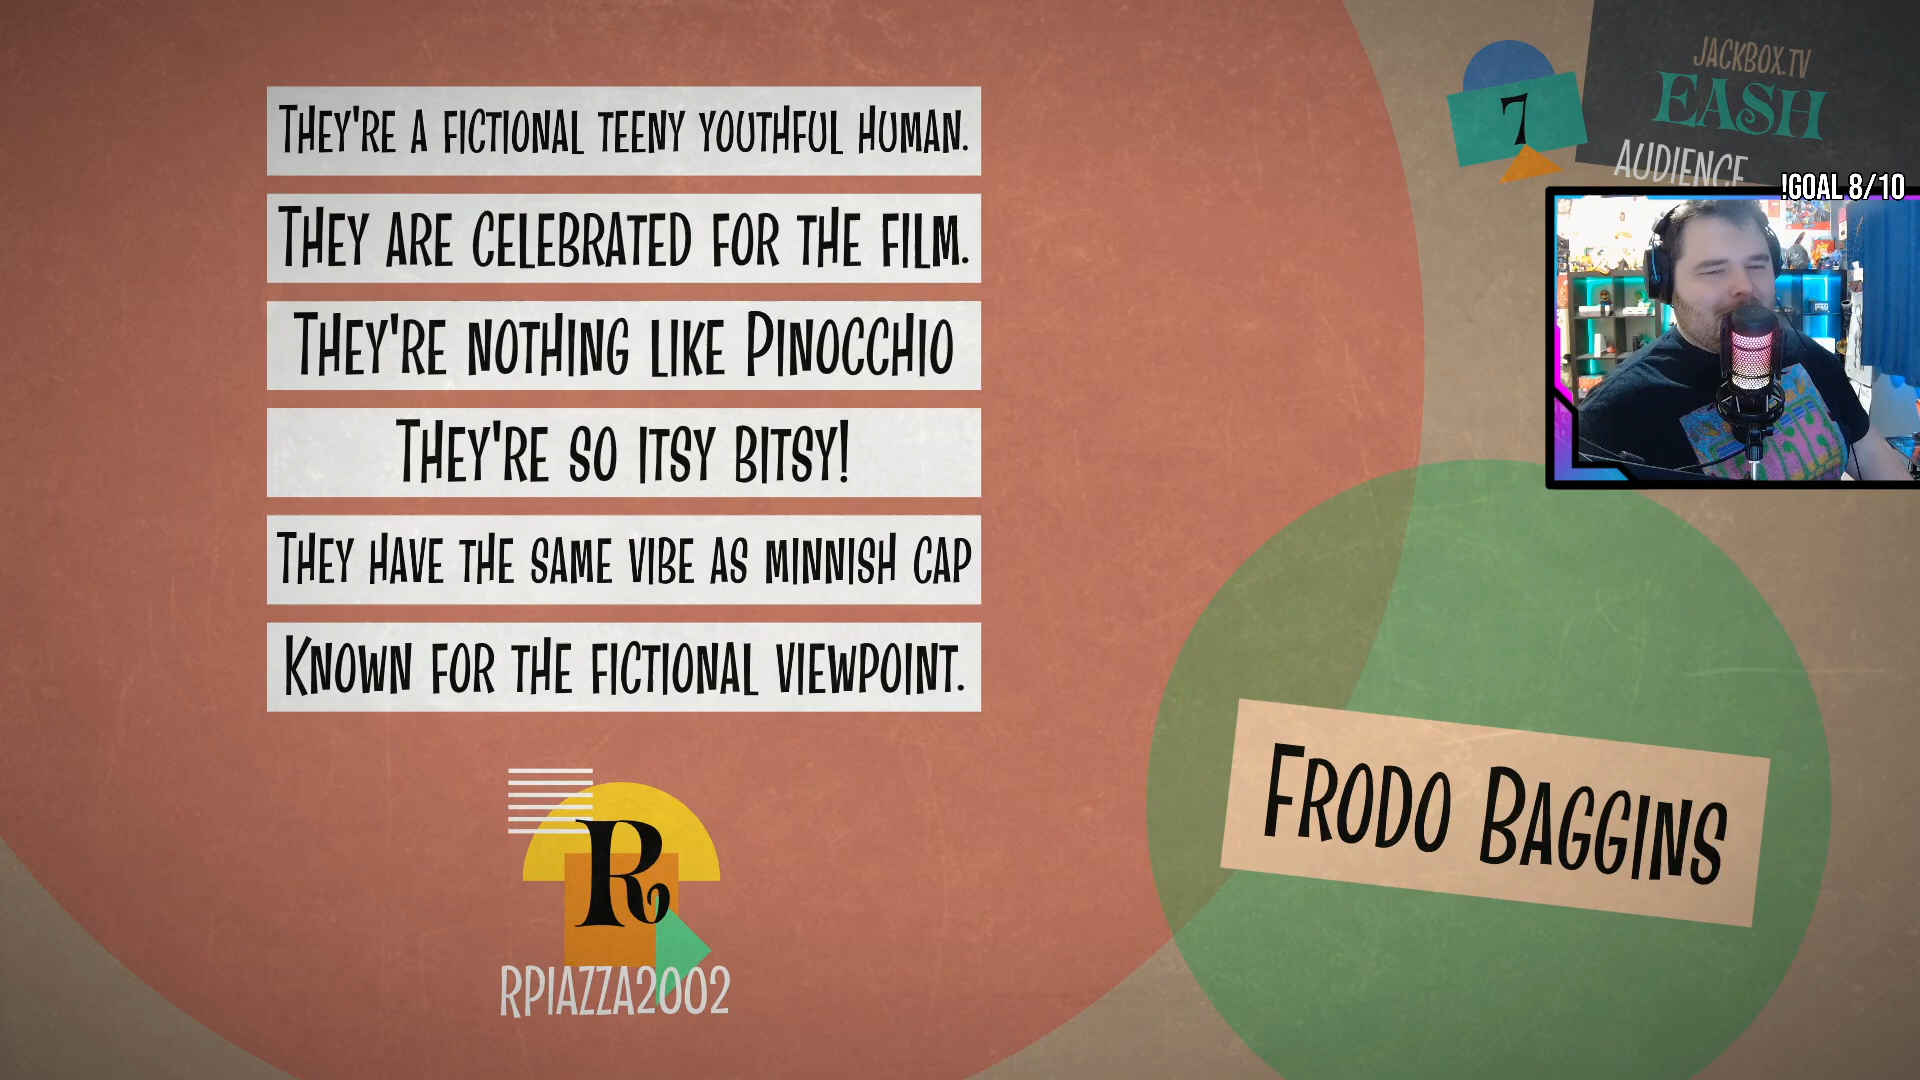 They're a fictional teeny youthful human.
They are celebrated for the film.
They're nothing like Pinocchio
They're so itsy bitsy!
They have the same vibe as minnish cap
Known for the fictional viewpoint.
R
RPIAZZA2002
Frodo Baggins
7
JACKBOX.TV
EASH
AUDIENCE
!GOAL 8/10